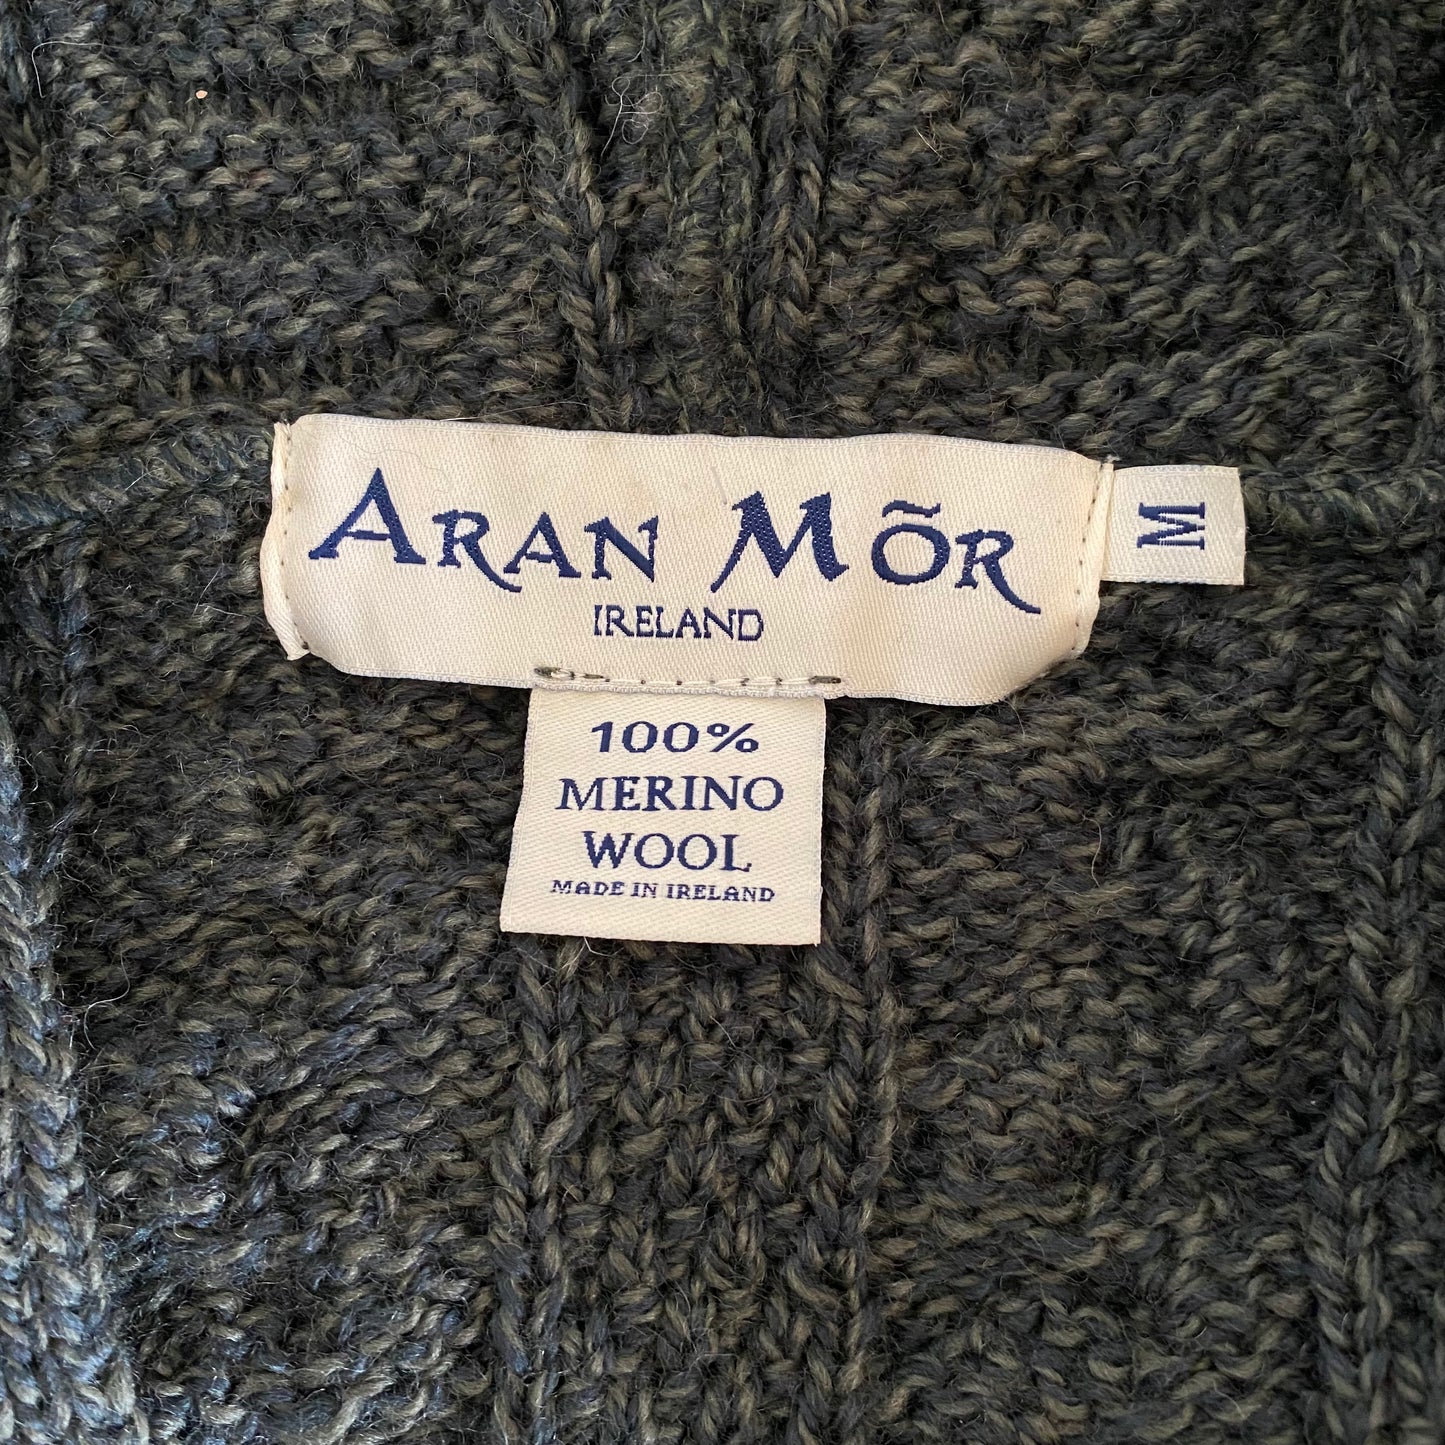 ARAN MÕR
IRELAND
M
100%
MERINO
WOOL
MADE IN IRELAND